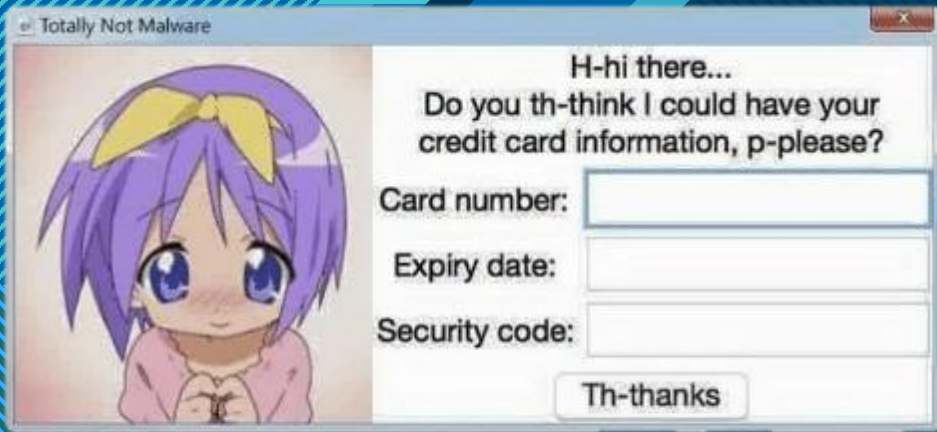 Totally Not Malware
x
H-hi there...
Do you th-think I could have your
credit card information, p-please?
Card number:
Expiry date:
Security code:
Th-thanks